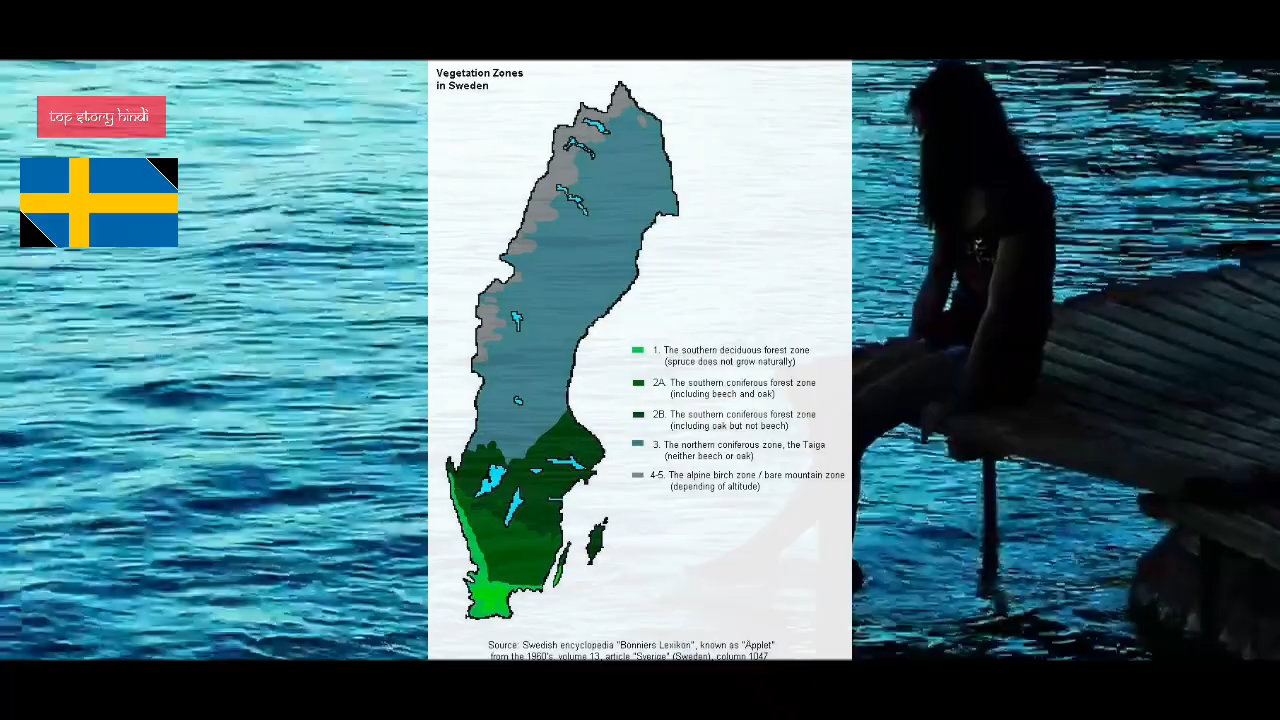 Vegetation Zones
in Sweden
top story hindi
1. The southern deciduous forest zone
(spruce does not grow naturally)
2A. The southern coniferous forest zone
(including beech and oak)
2B. The southern coniferous forest zone
(including oak but not beech)
3. The northern coniferous zone, the Taiga
(neither beech or oak)
4-5. The alpine birch zone / bare mountain zone
(depending of altitude)
Source: Swedish encyclopedia "Bonniers Lexikon", known as "Äpplet"
from the 1960's, volume 13, article "Sverige" (Sweden), column 1047